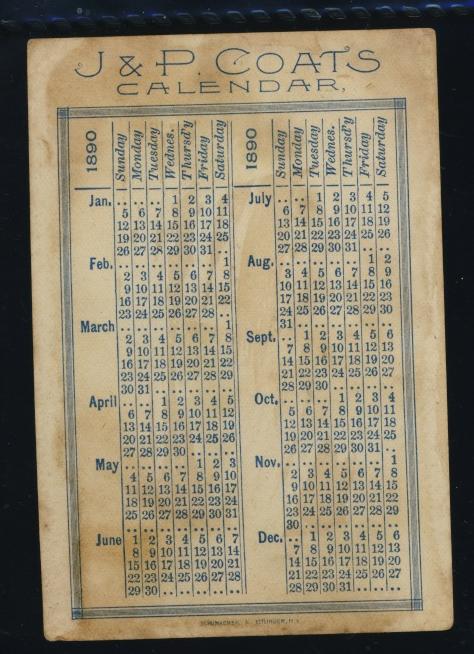 J & P. COATS
CALENDAR,
1890 Sunday Monday Tuesday Wednes. Thursd'y Friday Saturday
Jan. .. .. .. 1 2 3 4
5 6 7 8 9 10 11
12 13 14 15 16 17 18
19 20 21 22 23 24 25
26 27 28 29 30 31 ..
Feb. .. .. .. .. .. .. 1
2 3 4 5 6 7 8
9 10 11 12 13 14 15
16 17 18 19 20 21 22
23 24 25 26 27 28 ..
March .. .. .. .. .. .. 1
2 3 4 5 6 7 8
9 10 11 12 13 14 15
16 17 18 19 20 21 22
23 24 25 26 27 28 29
30 31 .. .. .. .. ..
April .. .. 1 2 3 4 5
6 7 8 9 10 11 12
13 14 15 16 17 18 19
20 21 22 23 24 25 26
27 28 29 30 .. .. ..
May .. .. .. .. 1 2 3
4 5 6 7 8 9 10
11 12 13 14 15 16 17
18 19 20 21 22 23 24
25 26 27 28 29 30 31
June 1 2 3 4 5 6 7
8 9 10 11 12 13 14
15 16 17 18 19 20 21
22 23 24 25 26 27 28
29 30 .. .. .. .. ..
1890 Sunday Monday Tuesday Wednes. Thursd'y Friday Saturday
July .. .. 1 2 3 4 5
6 7 8 9 10 11 12
13 14 15 16 17 18 19
20 21 22 23 24 25 26
27 28 29 30 31 .. ..
Aug. .. .. .. .. .. 1 2
3 4 5 6 7 8 9
10 11 12 13 14 15 16
17 18 19 20 21 22 23
24 25 26 27 28 29 30
31 .. .. .. .. .. ..
Sept. .. 1 2 3 4 5 6
7 8 9 10 11 12 13
14 15 16 17 18 19 20
21 22 23 24 25 26 27
28 29 30 .. .. .. ..
Oct. .. .. .. 1 2 3 4
5 6 7 8 9 10 11
12 13 14 15 16 17 18
19 20 21 22 23 24 25
26 27 28 29 30 31 ..
Nov. .. .. .. .. .. .. 1
2 3 4 5 6 7 8
9 10 11 12 13 14 15
16 17 18 19 20 21 22
23 24 25 26 27 28 29
30 .. .. .. .. .. ..
Dec. .. 1 2 3 4 5 6
7 8 9 10 11 12 13
14 15 16 17 18 19 20
21 22 23 24 25 26 27
28 29 30 31 .. .. ..
SCHUMACHER & ETTLINGER, N.Y.